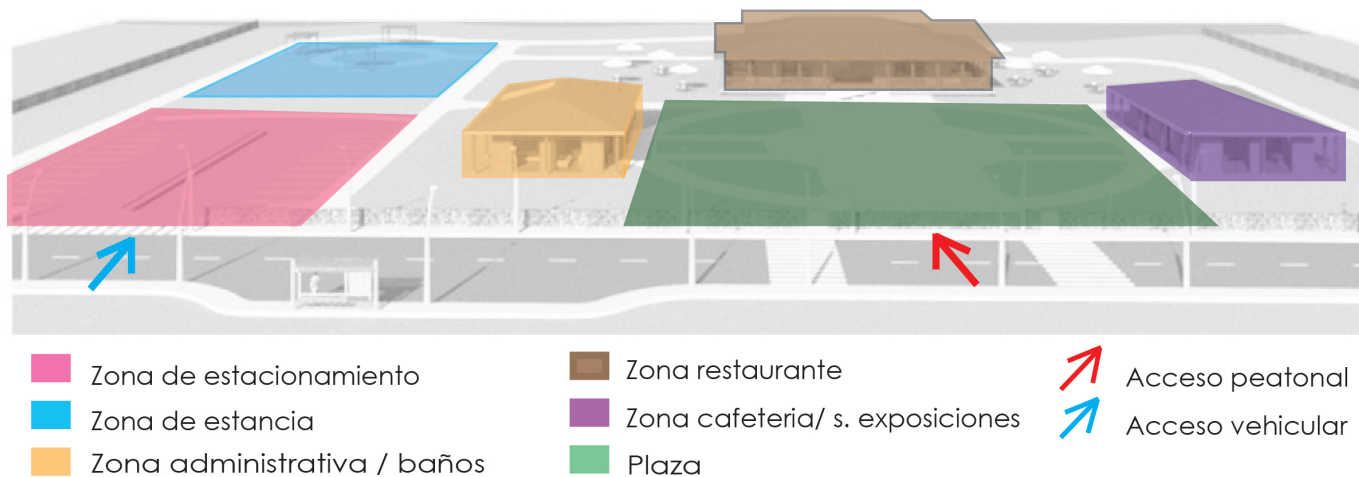 Zona de estacionamiento
Zona de estancia
Zona administrativa / baños
Zona restaurante
Zona cafeteria/ s. exposiciones
Plaza
Acceso peatonal
Acceso vehicular